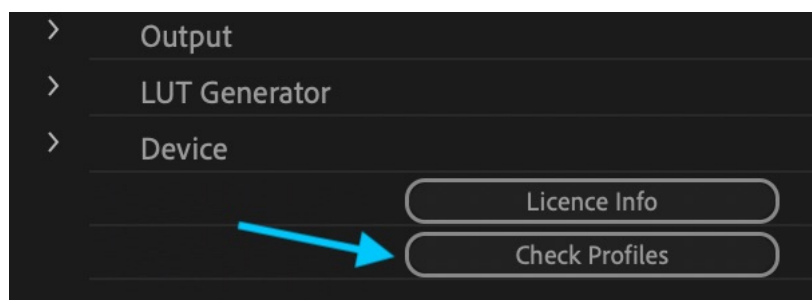 Output
LUT Generator
Device
Licence Info
Check Profiles